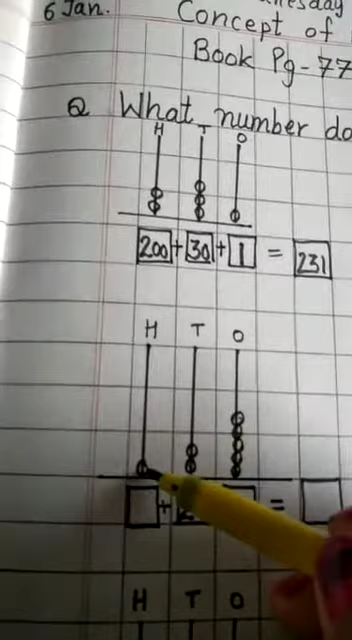 6 Jan.
Concept of
Book Pg-77
Q What number do
H T O
200 + 30 + 1 = 231
H T O
+ =
H T O